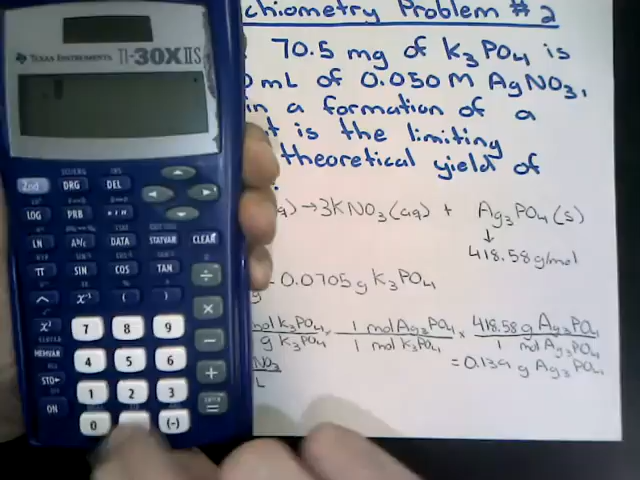 chiometry Problem # 2
70.5 mg of K3PO4 is
mL of 0.050 M AgNO3,
in a formation of a
t is the limiting
theoretical yield of
→ 3KNO3 (aq) + Ag3PO4 (s)
↓
418.58 g/mol
0.0705 g K3PO4
mol K3PO4 × 1 mol Ag3PO4 × 418.58 g Ag3PO4
g K3PO4 1 mol K3PO4 1 mol Ag3PO4
NO3 = 0.139 g Ag3PO4
L
TEXAS INSTRUMENTS TI-30X IIS
2nd DRG DEL
LOG PRB
LN A b/c DATA STATVAR CLEAR
π SIN COS TAN ÷
^ x⁻¹ ( ) ×
x² 7 8 9 −
MEMVAR 4 5 6 +
STO► 1 2 3
ON 0 (-) =